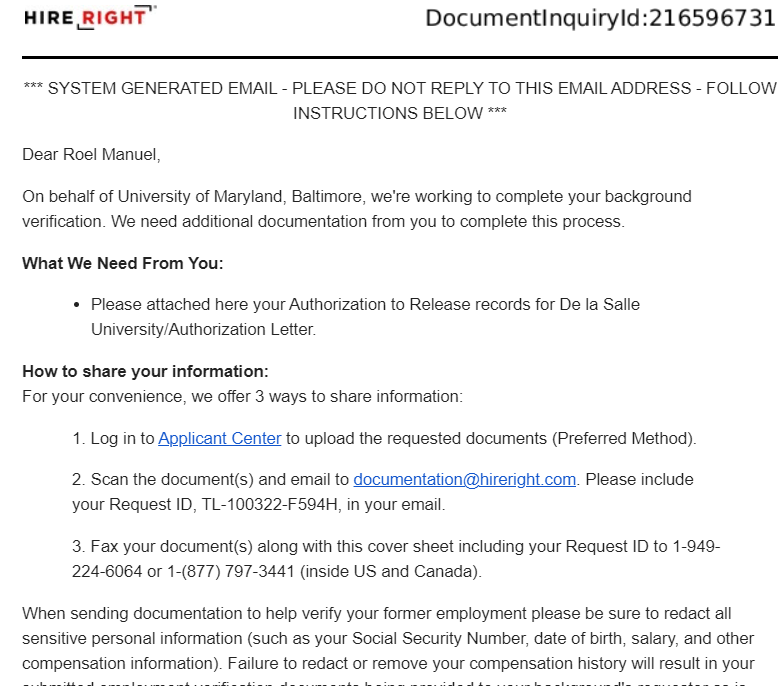 HIRE RIGHT
DocumentInquiryId:216596731
*** SYSTEM GENERATED EMAIL - PLEASE DO NOT REPLY TO THIS EMAIL ADDRESS - FOLLOW
INSTRUCTIONS BELOW ***
Dear Roel Manuel,
On behalf of University of Maryland, Baltimore, we're working to complete your background
verification. We need additional documentation from you to complete this process.
What We Need From You:
• Please attached here your Authorization to Release records for De la Salle
University/Authorization Letter.
How to share your information:
For your convenience, we offer 3 ways to share information:
1. Log in to Applicant Center to upload the requested documents (Preferred Method).
2. Scan the document(s) and email to documentation@hireright.com. Please include
your Request ID, TL-100322-F594H, in your email.
3. Fax your document(s) along with this cover sheet including your Request ID to 1-949-
224-6064 or 1-(877) 797-3441 (inside US and Canada).
When sending documentation to help verify your former employment please be sure to redact all
sensitive personal information (such as your Social Security Number, date of birth, salary, and other
compensation information). Failure to redact or remove your compensation history will result in your
submitted employment verification documents being provided to your background's requester as is